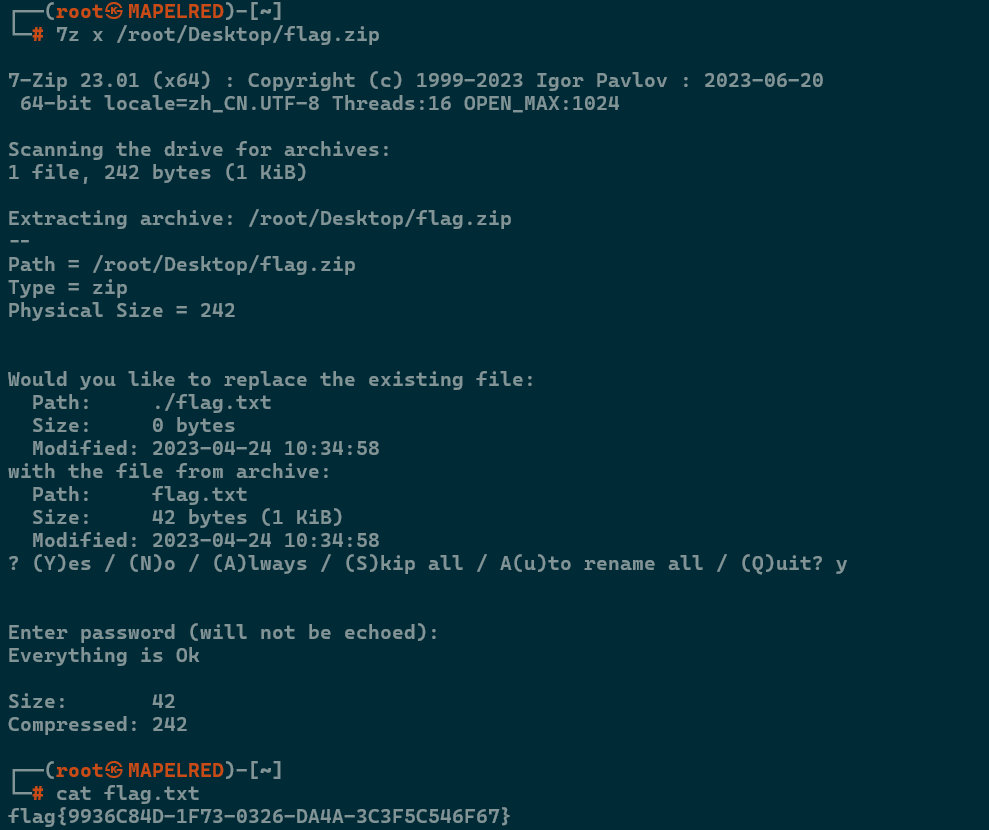 ┌──(root㉿MAPELRED)-[~]
└─# 7z x /root/Desktop/flag.zip
7-Zip 23.01 (x64) : Copyright (c) 1999-2023 Igor Pavlov : 2023-06-20
 64-bit locale=zh_CN.UTF-8 Threads:16 OPEN_MAX:1024
Scanning the drive for archives:
1 file, 242 bytes (1 KiB)
Extracting archive: /root/Desktop/flag.zip
--
Path = /root/Desktop/flag.zip
Type = zip
Physical Size = 242
Would you like to replace the existing file:
  Path:     ./flag.txt
  Size:     0 bytes
  Modified: 2023-04-24 10:34:58
with the file from archive:
  Path:     flag.txt
  Size:     42 bytes (1 KiB)
  Modified: 2023-04-24 10:34:58
? (Y)es / (N)o / (A)lways / (S)kip all / A(u)to rename all / (Q)uit? y
Enter password (will not be echoed):
Everything is Ok
Size:       42
Compressed: 242
┌──(root㉿MAPELRED)-[~]
└─# cat flag.txt
flag{9936C84D-1F73-0326-DA4A-3C3F5C546F67}